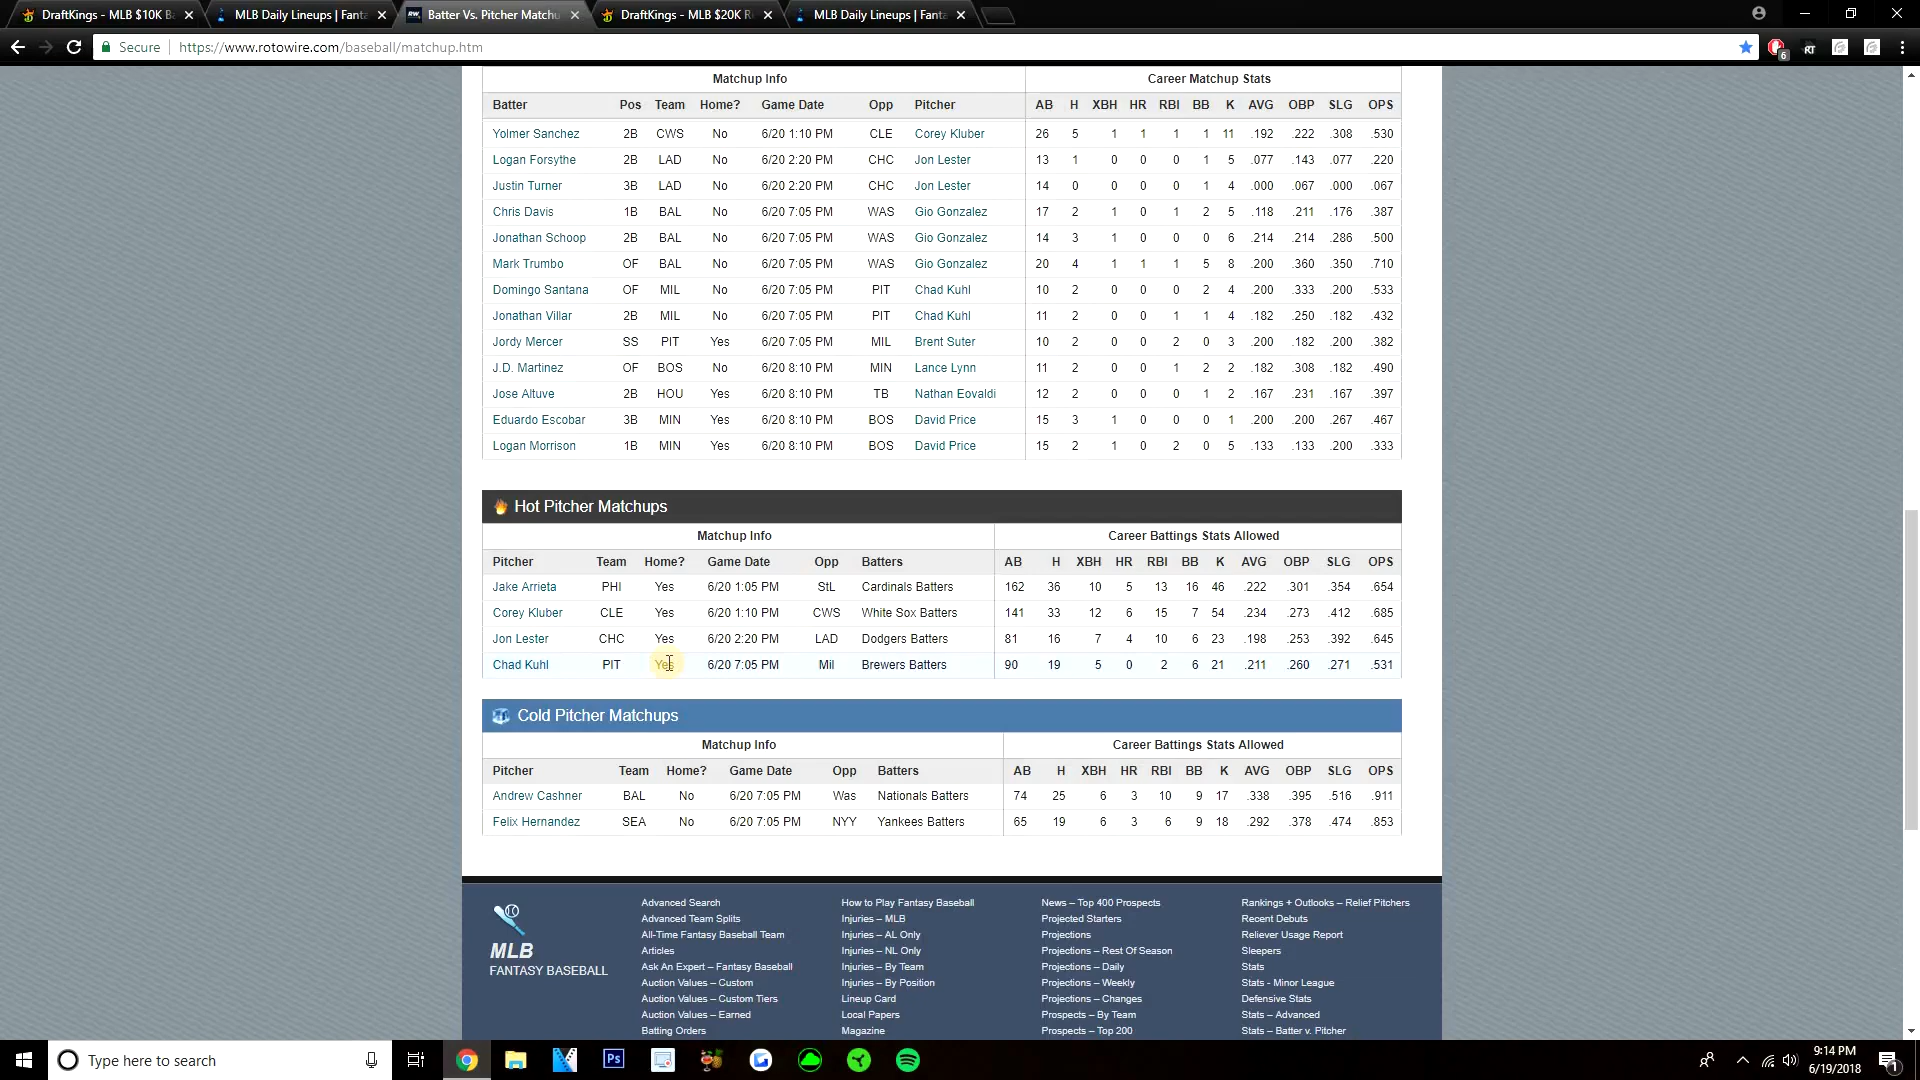 DraftKings - MLB $10K B
MLB Daily Lineups | Fant
Batter Vs. Pitcher Matchu
DraftKings - MLB $20K R
MLB Daily Lineups | Fant
Secure | https://www.rotowire.com/baseball/matchup.htm
6
RT
Matchup Info Career Matchup Stats
Batter Pos Team Home? Game Date Opp Pitcher AB H XBH HR RBI BB K AVG OBP SLG OPS
Yolmer Sanchez 2B CWS No 6/20 1:10 PM CLE Corey Kluber 26 5 1 1 1 1 11 .192 .222 .308 .530
Logan Forsythe 2B LAD No 6/20 2:20 PM CHC Jon Lester 13 1 0 0 0 1 5 .077 .143 .077 .220
Justin Turner 3B LAD No 6/20 2:20 PM CHC Jon Lester 14 0 0 0 0 1 4 .000 .067 .000 .067
Chris Davis 1B BAL No 6/20 7:05 PM WAS Gio Gonzalez 17 2 1 0 1 2 5 .118 .211 .176 .387
Jonathan Schoop 2B BAL No 6/20 7:05 PM WAS Gio Gonzalez 14 3 1 0 0 0 6 .214 .214 .286 .500
Mark Trumbo OF BAL No 6/20 7:05 PM WAS Gio Gonzalez 20 4 1 1 1 5 8 .200 .360 .350 .710
Domingo Santana OF MIL No 6/20 7:05 PM PIT Chad Kuhl 10 2 0 0 0 2 4 .200 .333 .200 .533
Jonathan Villar 2B MIL No 6/20 7:05 PM PIT Chad Kuhl 11 2 0 0 1 1 4 .182 .250 .182 .432
Jordy Mercer SS PIT Yes 6/20 7:05 PM MIL Brent Suter 10 2 0 0 2 0 3 .200 .182 .200 .382
J.D. Martinez OF BOS No 6/20 8:10 PM MIN Lance Lynn 11 2 0 0 1 2 2 .182 .308 .182 .490
Jose Altuve 2B HOU Yes 6/20 8:10 PM TB Nathan Eovaldi 12 2 0 0 0 1 2 .167 .231 .167 .397
Eduardo Escobar 3B MIN Yes 6/20 8:10 PM BOS David Price 15 3 1 0 0 0 1 .200 .200 .267 .467
Logan Morrison 1B MIN Yes 6/20 8:10 PM BOS David Price 15 2 1 0 2 0 5 .133 .133 .200 .333
Hot Pitcher Matchups
Matchup Info Career Battings Stats Allowed
Pitcher Team Home? Game Date Opp Batters AB H XBH HR RBI BB K AVG OBP SLG OPS
Jake Arrieta PHI Yes 6/20 1:05 PM StL Cardinals Batters 162 36 10 5 13 16 46 .222 .301 .354 .654
Corey Kluber CLE Yes 6/20 1:10 PM CWS White Sox Batters 141 33 12 6 15 7 54 .234 .273 .412 .685
Jon Lester CHC Yes 6/20 2:20 PM LAD Dodgers Batters 81 16 7 4 10 6 23 .198 .253 .392 .645
Chad Kuhl PIT Yes 6/20 7:05 PM Mil Brewers Batters 90 19 5 0 2 6 21 .211 .260 .271 .531
Cold Pitcher Matchups
Matchup Info Career Battings Stats Allowed
Pitcher Team Home? Game Date Opp Batters AB H XBH HR RBI BB K AVG OBP SLG OPS
Andrew Cashner BAL No 6/20 7:05 PM Was Nationals Batters 74 25 6 3 10 9 17 .338 .395 .516 .911
Felix Hernandez SEA No 6/20 7:05 PM NYY Yankees Batters 65 19 6 3 6 9 18 .292 .378 .474 .853
MLB
FANTASY BASEBALL
Advanced Search
Advanced Team Splits
All-Time Fantasy Baseball Team
Articles
Ask An Expert – Fantasy Baseball
Auction Values – Custom
Auction Values – Custom Tiers
Auction Values – Earned
Batting Orders
How to Play Fantasy Baseball
Injuries – MLB
Injuries – AL Only
Injuries – NL Only
Injuries – By Team
Injuries – By Position
Lineup Card
Local Papers
Magazine
News – Top 400 Prospects
Projected Starters
Projections
Projections – Rest Of Season
Projections – Daily
Projections – Weekly
Projections – Changes
Prospects – By Team
Prospects – Top 200
Rankings + Outlooks – Relief Pitchers
Recent Debuts
Reliever Usage Report
Sleepers
Stats
Stats - Minor League
Defensive Stats
Stats – Advanced
Stats – Batter v. Pitcher
Type here to search
Ps
9:14 PM
6/19/2018
1